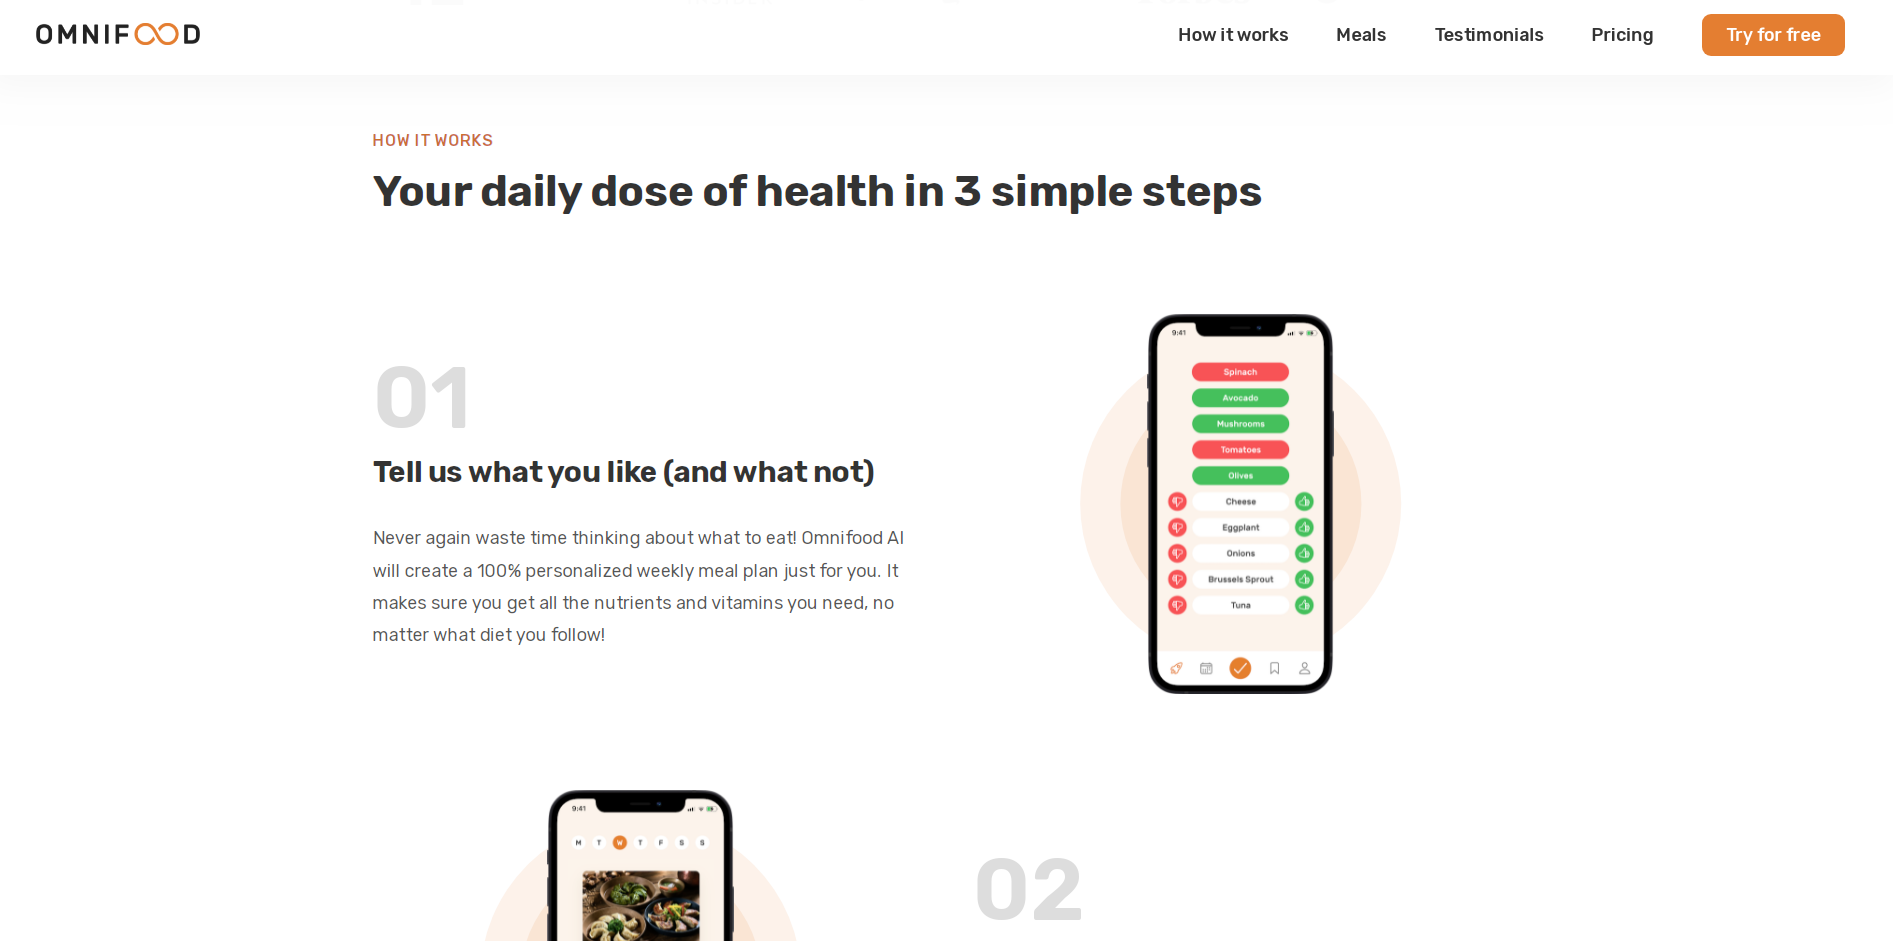 OMNIFOOD
How it works
Meals
Testimonials
Pricing
Try for free
HOW IT WORKS
Your daily dose of health in 3 simple steps
01
Tell us what you like (and what not)
Never again waste time thinking about what to eat! Omnifood AI
will create a 100% personalized weekly meal plan just for you. It
makes sure you get all the nutrients and vitamins you need, no
matter what diet you follow!
9:41
Spinach
Avocado
Mushrooms
Tomatoes
Olives
Cheese
Eggplant
Onions
Brussels Sprout
Tuna
9:41
M T W T F S S
02